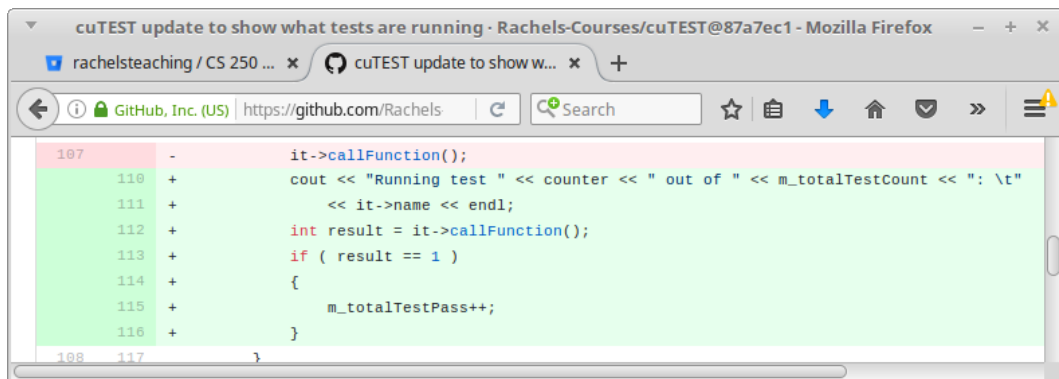 cuTEST update to show what tests are running · Rachels-Courses/cuTEST@87a7ec1 - Mozilla Firefox
rachelsteaching / CS 250 ... × cuTEST update to show w... × +
GitHub, Inc. (US) https://github.com/Rachels- Search
107 - it->callFunction();
110 + cout << "Running test " << counter << " out of " << m_totalTestCount << ": \t"
111 + << it->name << endl;
112 + int result = it->callFunction();
113 + if ( result == 1 )
114 + {
115 + m_totalTestPass++;
116 + }
108 117 }